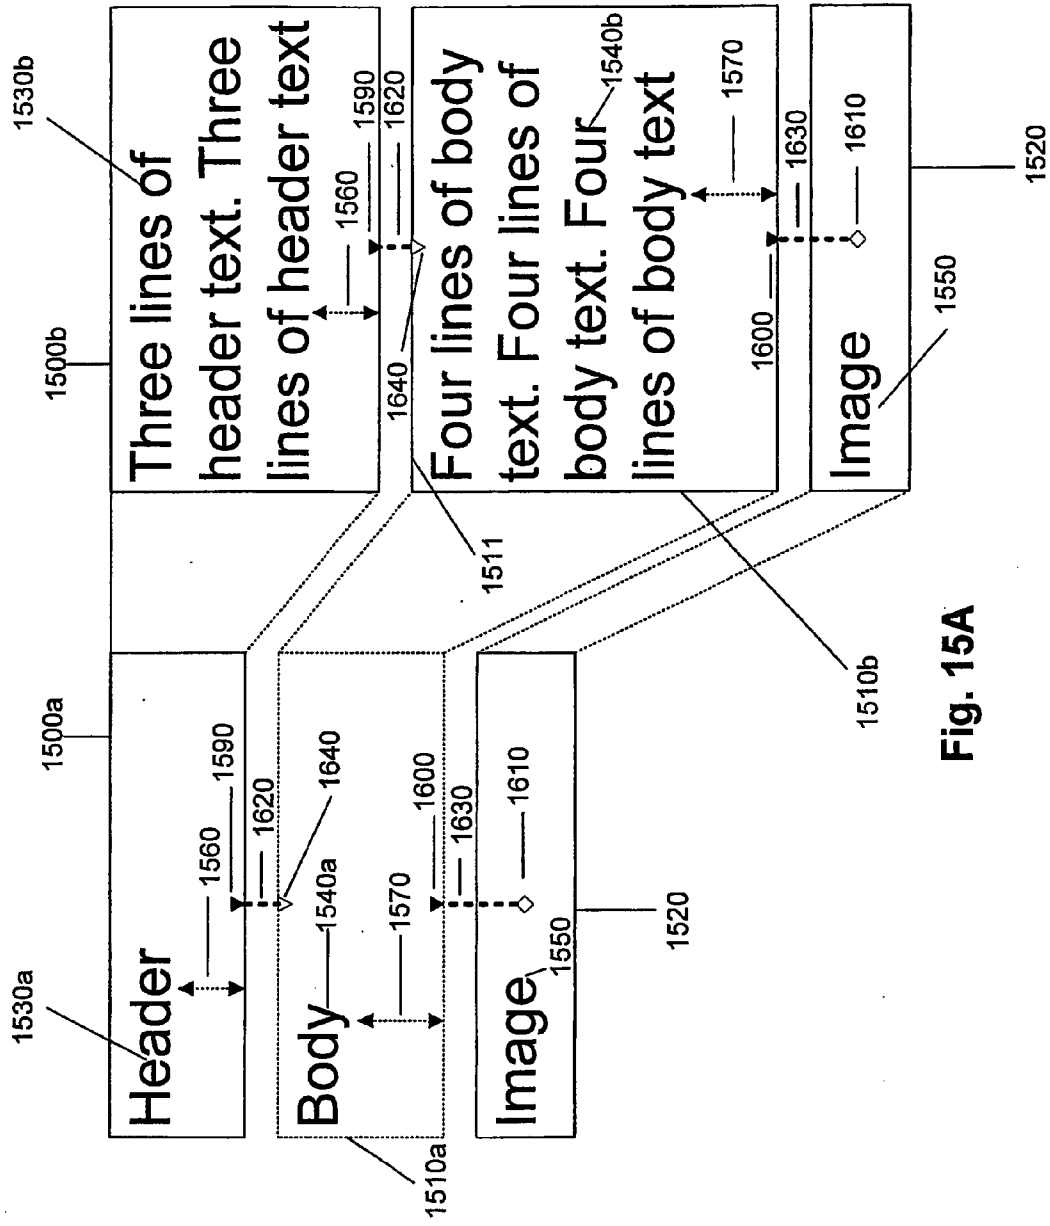 1530a
1500a
Header
1560
1590
1620
1640
1510a
Body
1540a
1570
1600
1630
Image
1550
1610
1520
1530b
1500b
Three lines of
header text. Three
lines of header text
1560
1590
1620
1640
1511
Four lines of body
text. Four lines of
body text. Four
lines of body text
1540b
1570
1600
1630
1510b
Image
1610
1550
1520
Fig. 15A